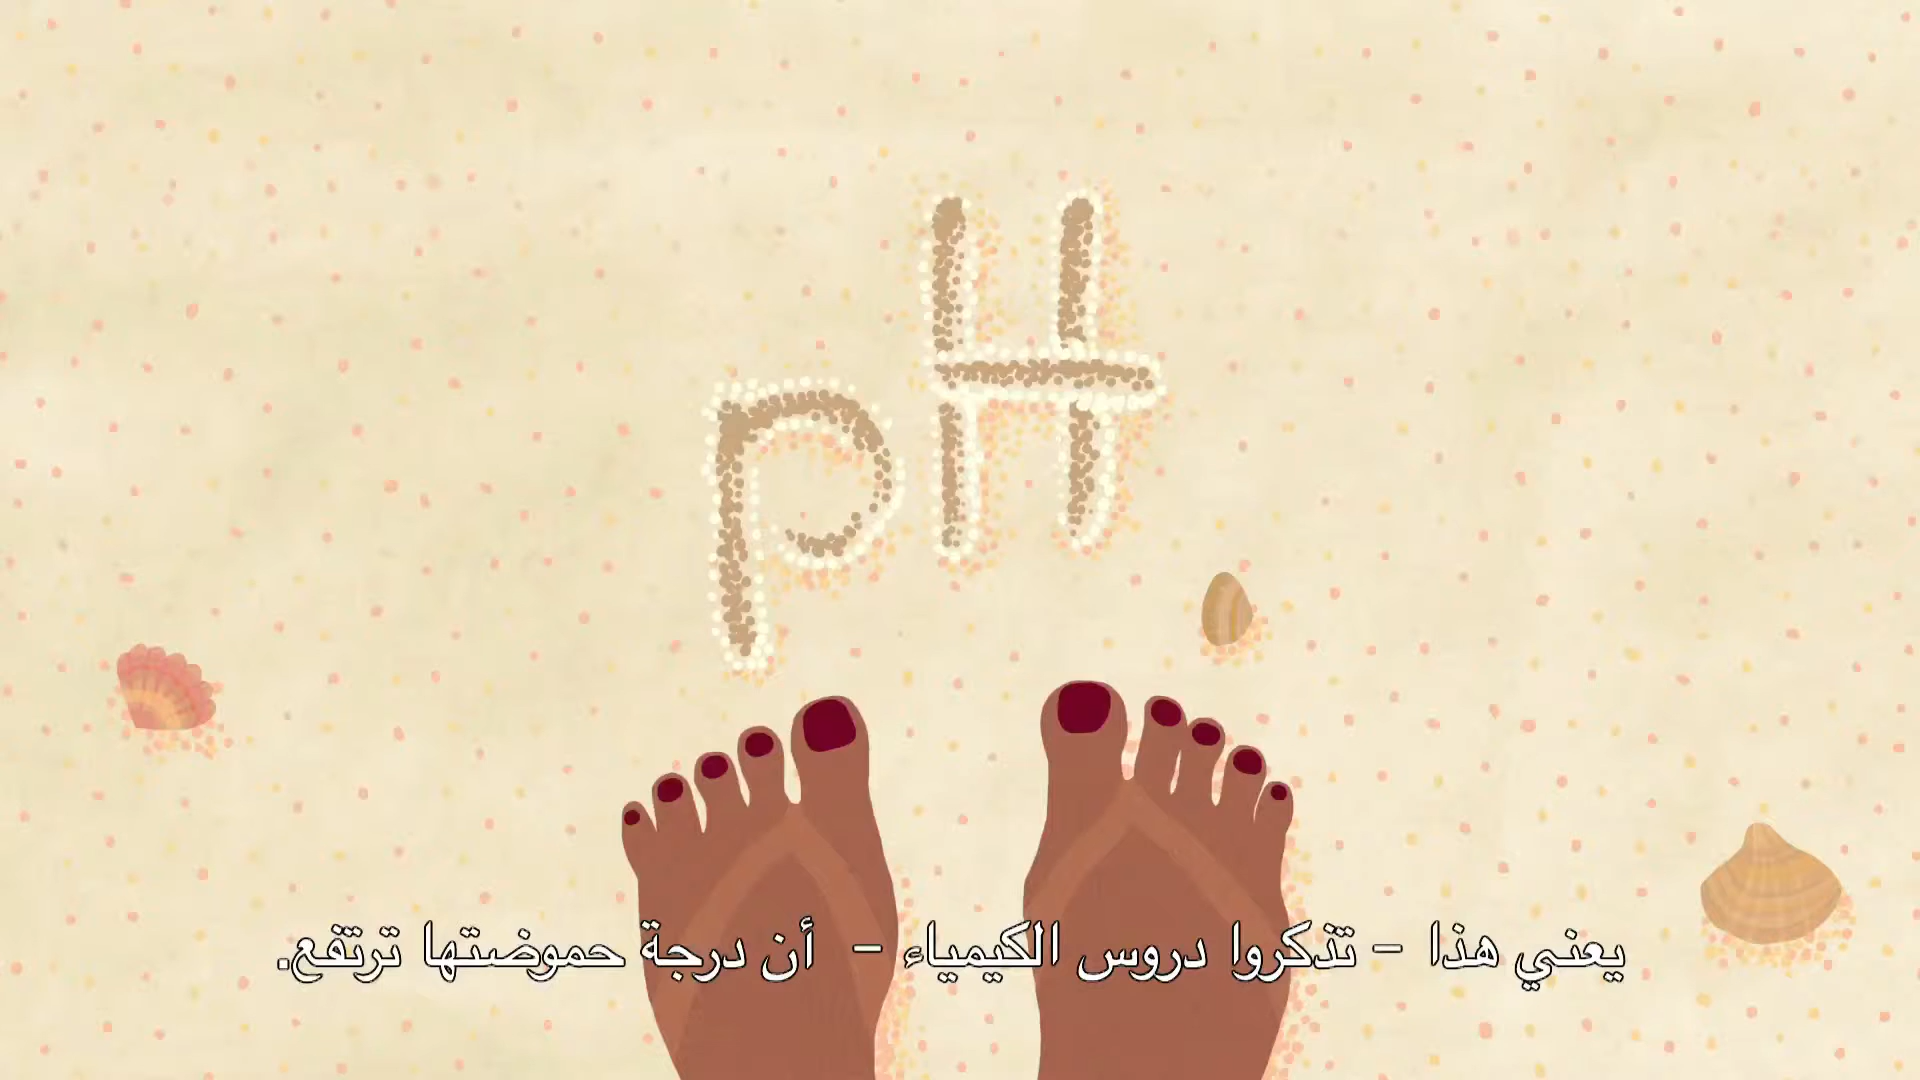 pH
يعني هذا - تذكروا دروس الكيمياء - أن درجة حموضتها ترتفع.